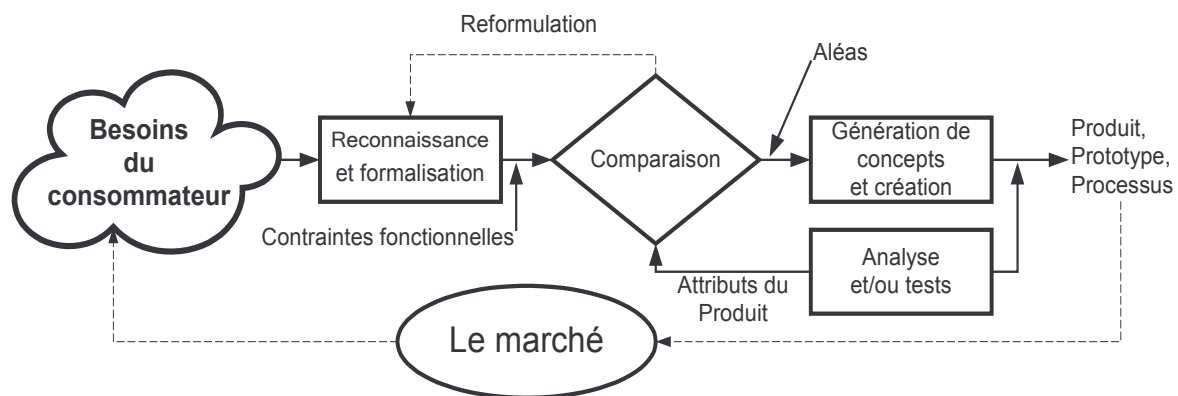 Reformulation
Aléas
Besoins
du
consommateur
Reconnaissance
et formalisation
Comparaison
Génération de
concepts
et création
Produit,
Prototype,
Processus
Contraintes fonctionnelles
Attributs du
Produit
Analyse
et/ou tests
Le marché